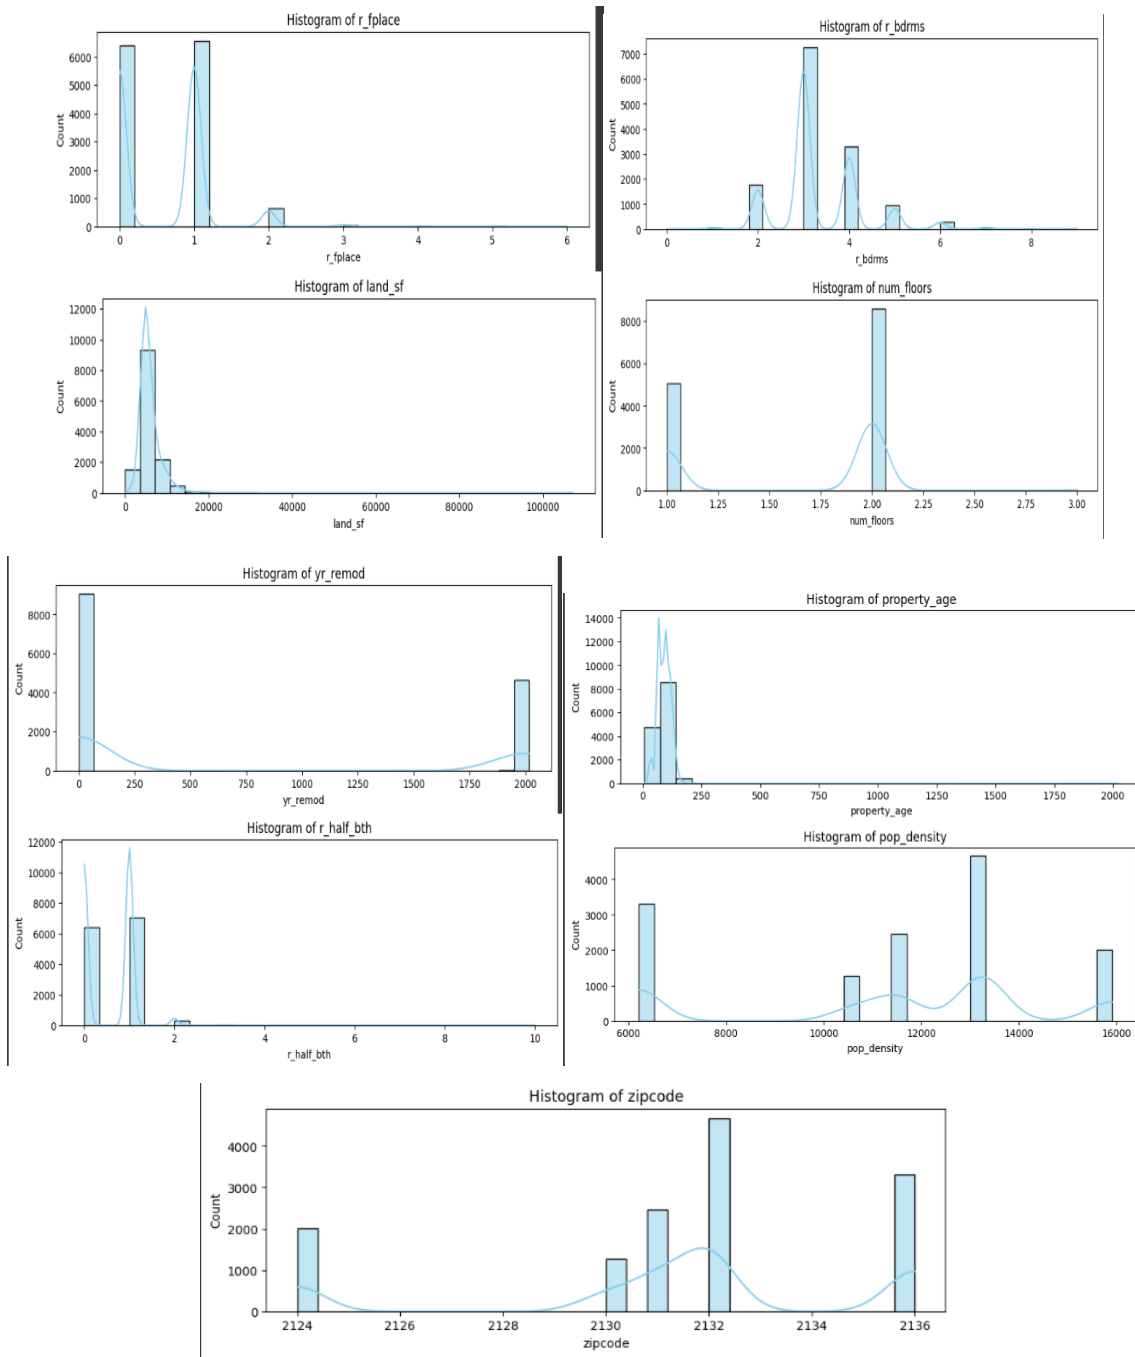 Histogram of r_fplace
6000
5000
4000
3000
2000
1000
0
Count
0 1 2 3 4 5 6
r_fplace
Histogram of r_bdrms
7000
6000
5000
4000
3000
2000
1000
0
Count
0 2 4 6 8
r_bdrms
Histogram of land_sf
12000
10000
8000
6000
4000
2000
0
Count
0 20000 40000 60000 80000 100000
land_sf
Histogram of num_floors
8000
6000
4000
2000
0
Count
1.00 1.25 1.50 1.75 2.00 2.25 2.50 2.75 3.00
num_floors
Histogram of yr_remod
8000
6000
4000
2000
0
Count
0 250 500 750 1000 1250 1500 1750 2000
yr_remod
Histogram of property_age
14000
12000
10000
8000
6000
4000
2000
0
Count
0 250 500 750 1000 1250 1500 1750 2000
property_age
Histogram of r_half_bth
12000
10000
8000
6000
4000
2000
0
Count
0 2 4 6 8 10
r_half_bth
Histogram of pop_density
4000
3000
2000
1000
0
Count
6000 8000 10000 12000 14000 16000
pop_density
Histogram of zipcode
4000
3000
2000
1000
0
Count
2124 2126 2128 2130 2132 2134 2136
zipcode